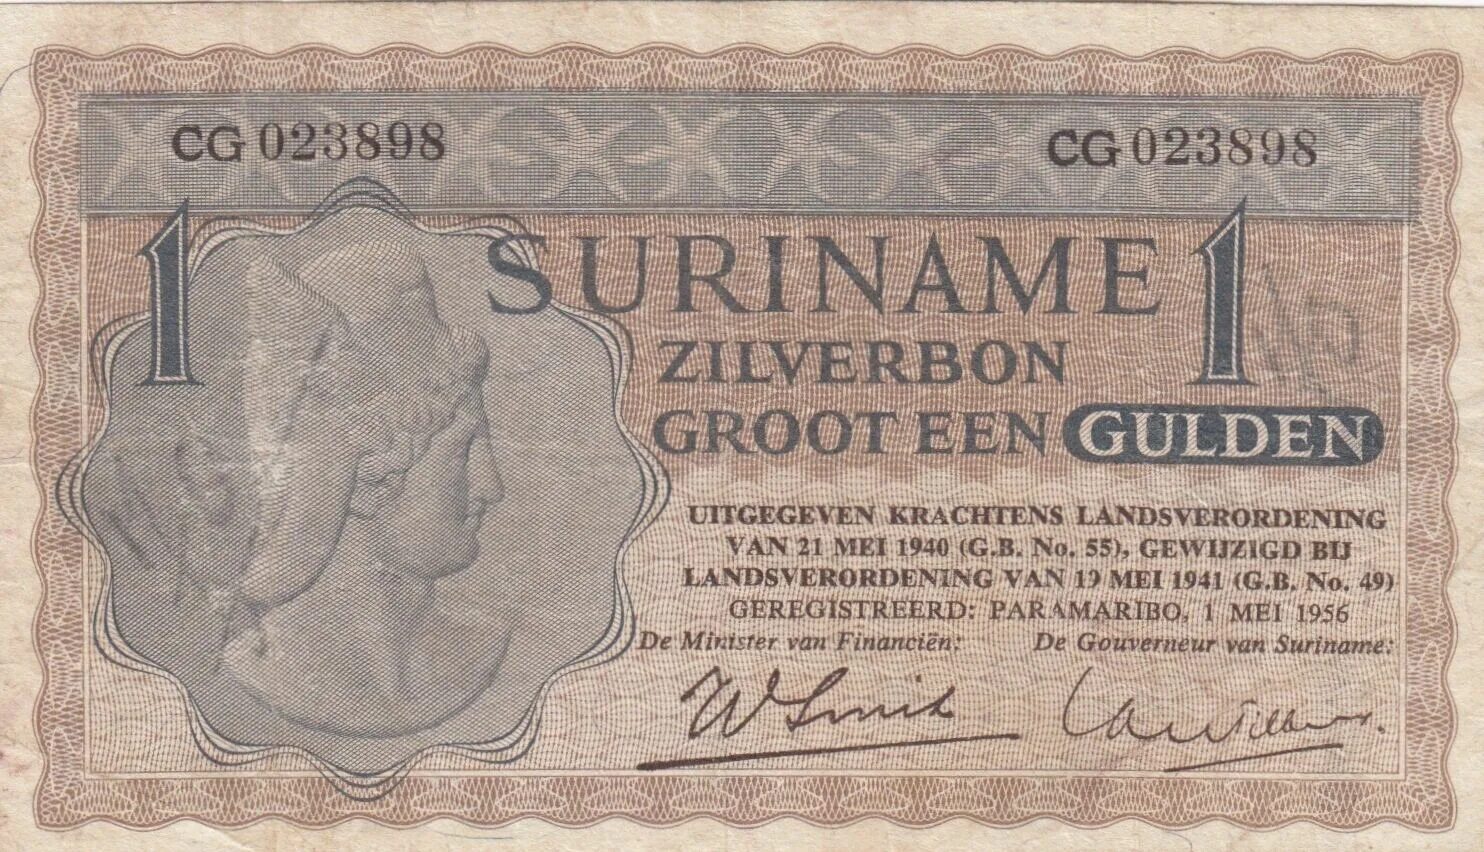 CG 023898 CG 023898
1 SURINAME 1
ZILVERBON
GROOT EEN GULDEN
UITGEGEVEN KRACHTENS LANDSVERORDENING
VAN 21 MEI 1940 (G.B. No. 55), GEWIJZIGD BIJ
LANDSVERORDENING VAN 19 MEI 1941 (G.B. No. 49)
GEREGISTREERD: PARAMARIBO, 1 MEI 1956
De Minister van Financiën: De Gouverneur van Suriname: